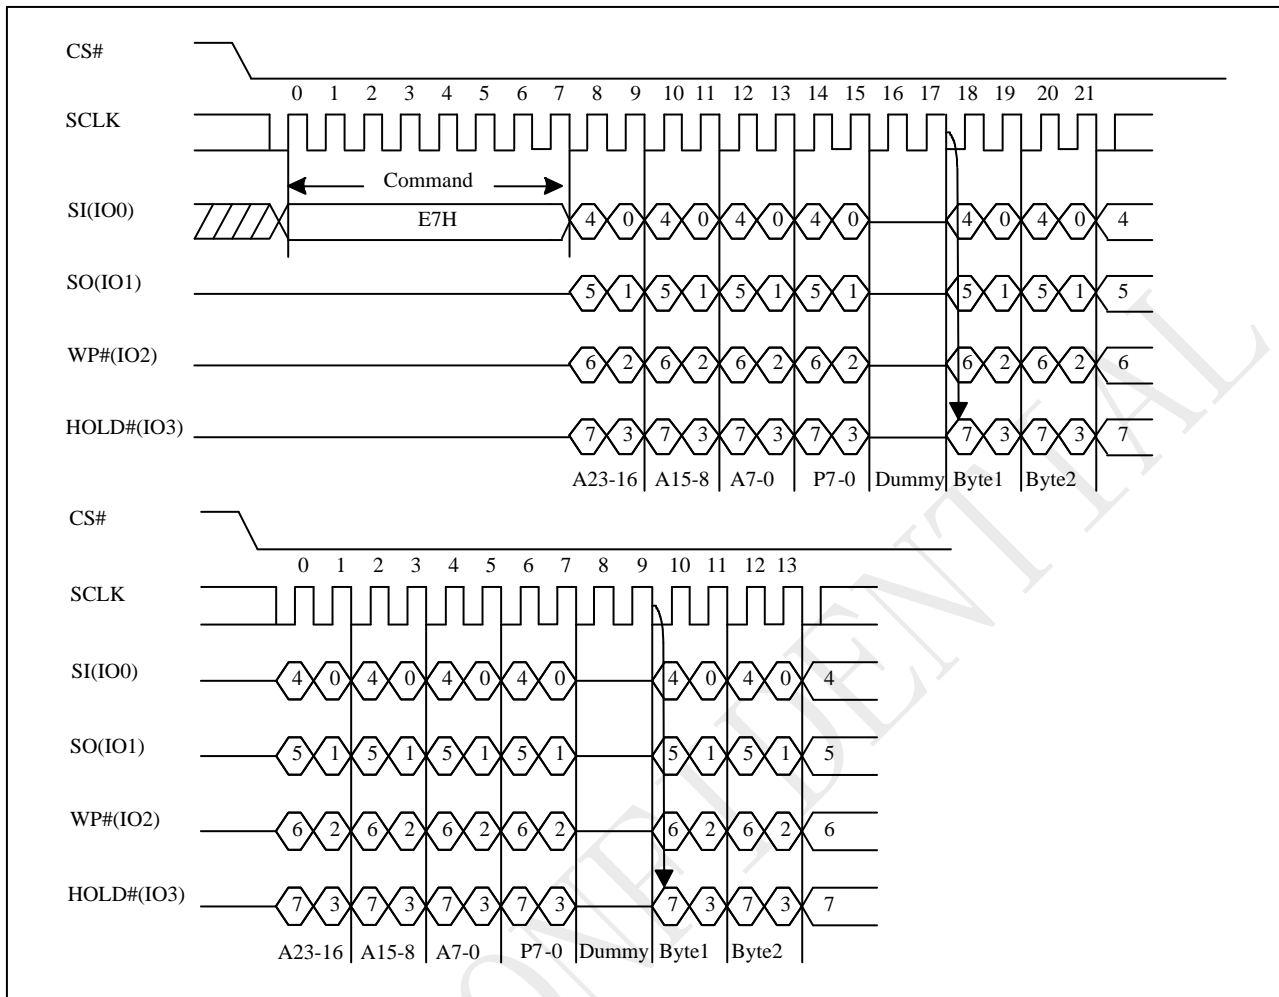 CS#
0 1 2 3 4 5 6 7 8 9 10 11 12 13 14 15 16 17 18 19 20 21
SCLK
Command
SI(IO0) E7H 4 0 4 0 4 0 4 0 4 0 4 0 4
SO(IO1) 5 1 5 1 5 1 5 1 5 1 5 1 5
WP#(IO2) 6 2 6 2 6 2 6 2 6 2 6 2 6
HOLD#(IO3) 7 3 7 3 7 3 7 3 7 3 7 3 7
A23-16 A15-8 A7-0 P7-0 Dummy Byte1 Byte2
CS#
0 1 2 3 4 5 6 7 8 9 10 11 12 13
SCLK
SI(IO0) 4 0 4 0 4 0 4 0 4 0 4 0 4
SO(IO1) 5 1 5 1 5 1 5 1 5 1 5 1 5
WP#(IO2) 6 2 6 2 6 2 6 2 6 2 6 2 6
HOLD#(IO3) 7 3 7 3 7 3 7 3 7 3 7 3 7
A23-16 A15-8 A7-0 P7-0 Dummy Byte1 Byte2
ONFIDENTIAL